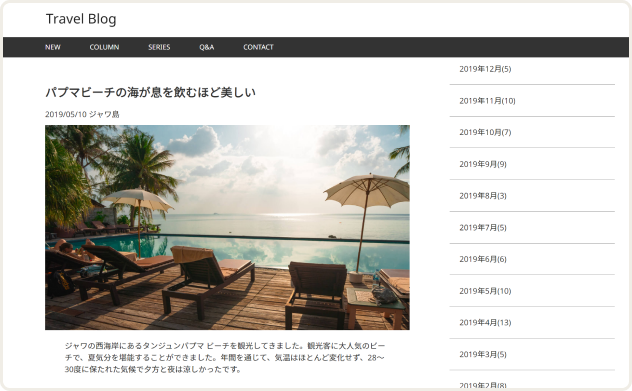 Travel Blog
NEW COLUMN SERIES Q&A CONTACT
パプマビーチの海が息を飲むほど美しい
2019/05/10 ジャワ島
ジャワの西海岸にあるタンジュンパプマ ビーチを観光してきました。観光客に大人気のビー
チで、夏気分を堪能することができました。年間を通じて、気温はほとんど変化せず、28〜
30度に保たれた気候で夕方と夜は涼しかったです。
2019年12月(5)
2019年11月(10)
2019年10月(7)
2019年9月(9)
2019年8月(3)
2019年7月(5)
2019年6月(6)
2019年5月(10)
2019年4月(13)
2019年3月(5)
2019年2月(8)